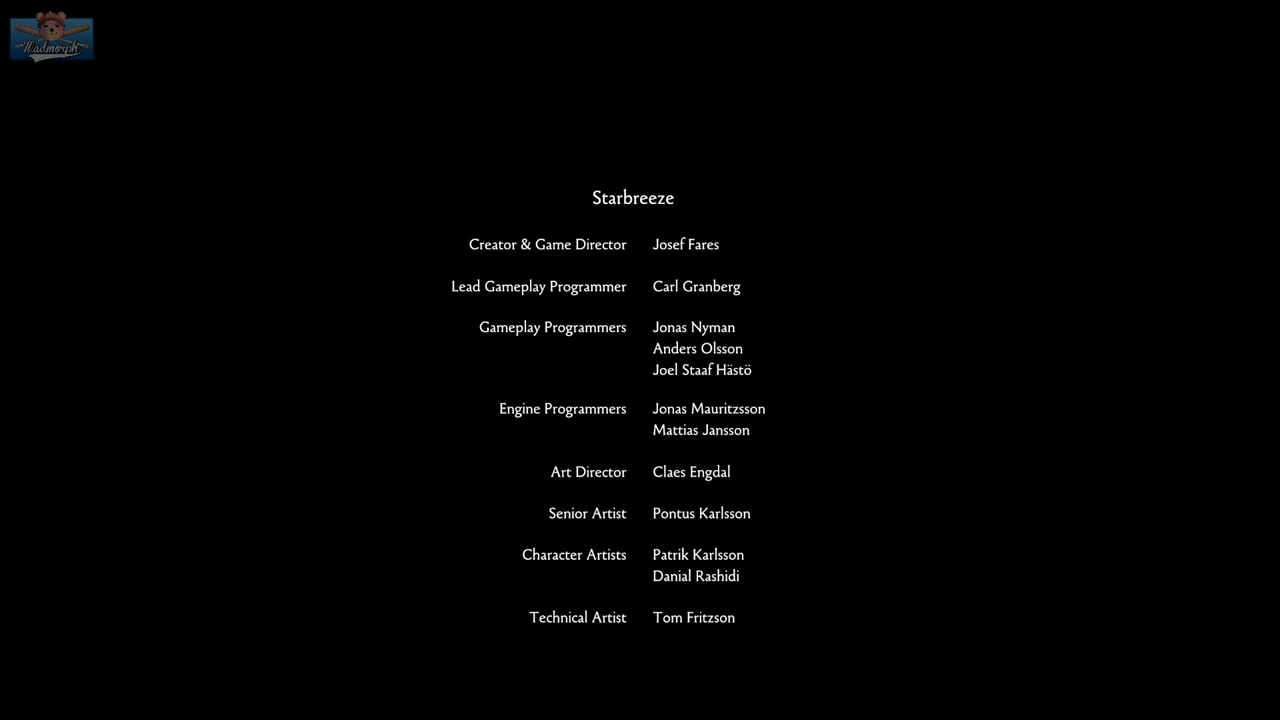 Madmorph
Starbreeze
Creator & Game Director Josef Fares
Lead Gameplay Programmer Carl Granberg
Gameplay Programmers Jonas Nyman
Anders Olsson
Joel Staaf Hästö
Engine Programmers Jonas Mauritzsson
Mattias Jansson
Art Director Claes Engdal
Senior Artist Pontus Karlsson
Character Artists Patrik Karlsson
Danial Rashidi
Technical Artist Tom Fritzson